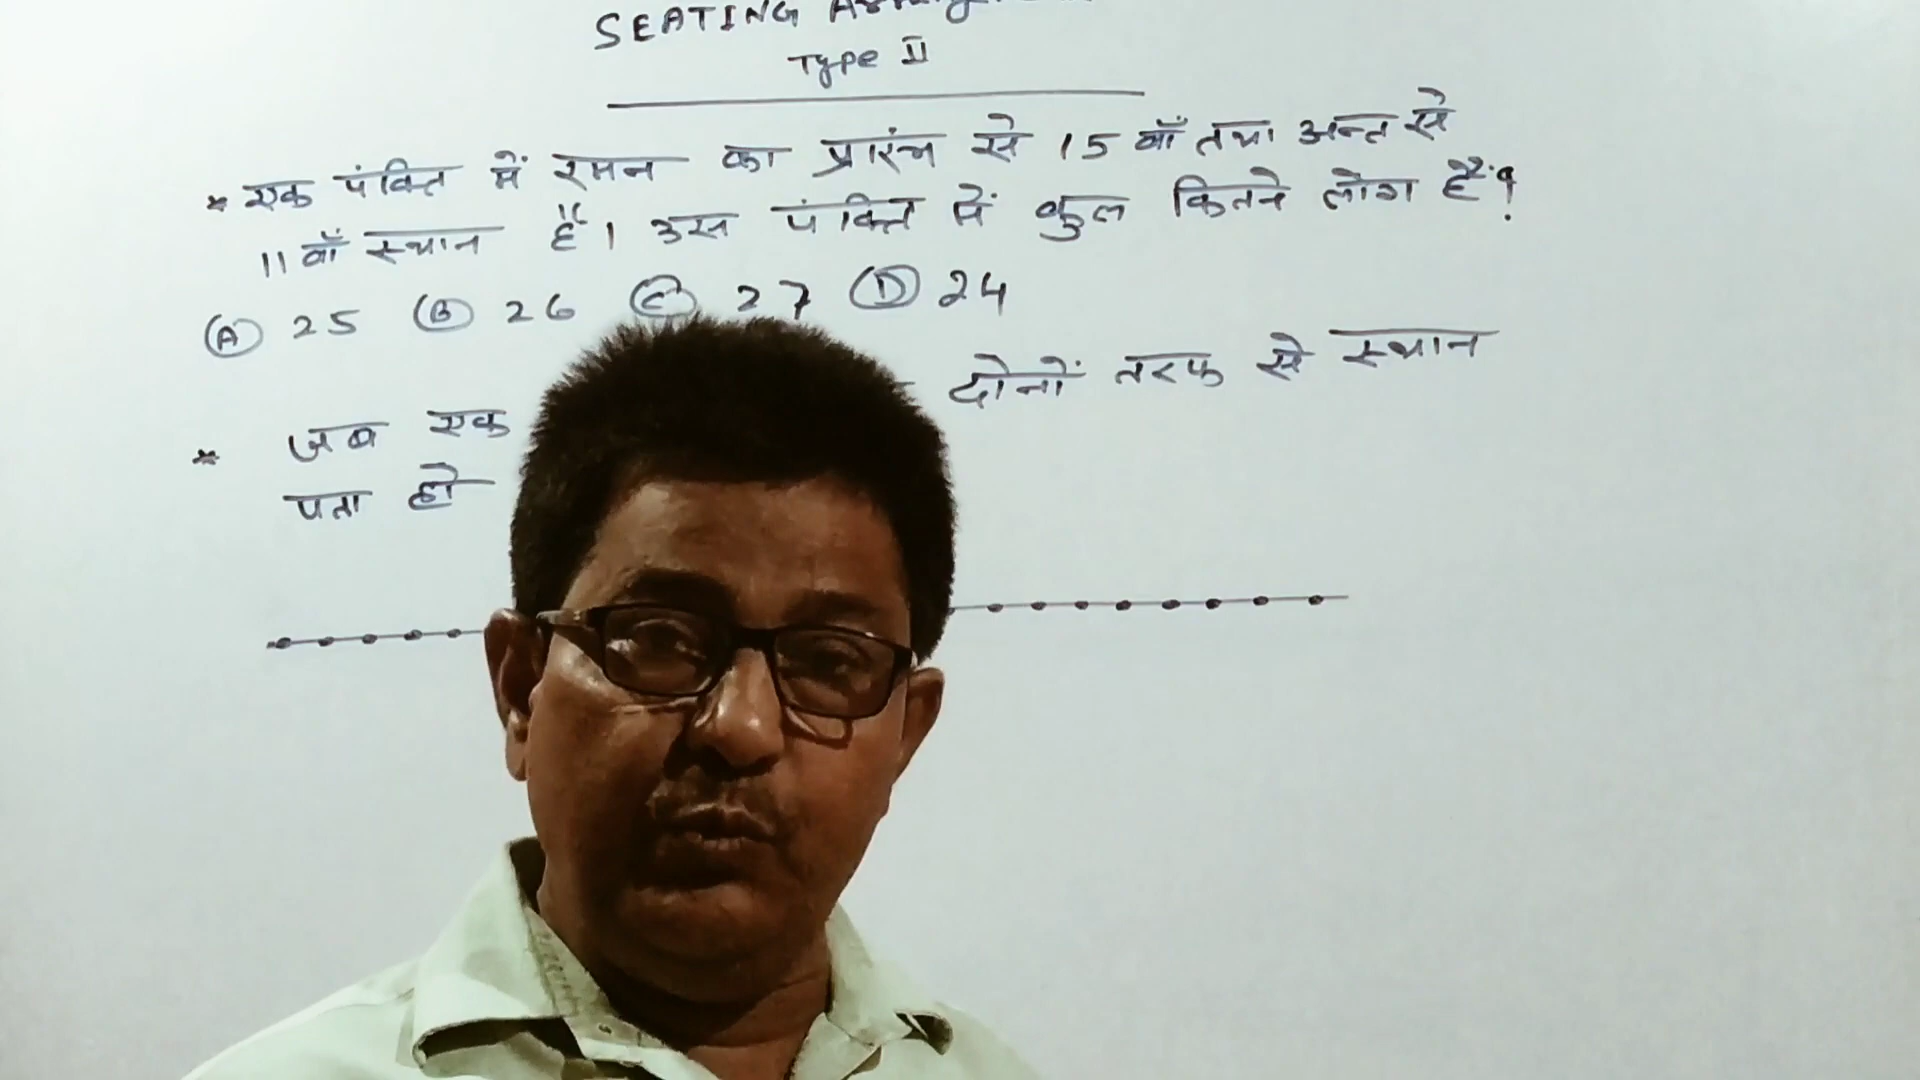 SEATING
Type II
* एक पंक्ति में रमन का प्रारंभ से 15 वाँ तथा अन्त से
11 वाँ स्थान है। उस पंक्ति में कुल कितने लोग हैं?
(A) 25 (B) 26 (C) 27 (D) 24
* जब एक दोनों तरफ से स्थान
पता हो